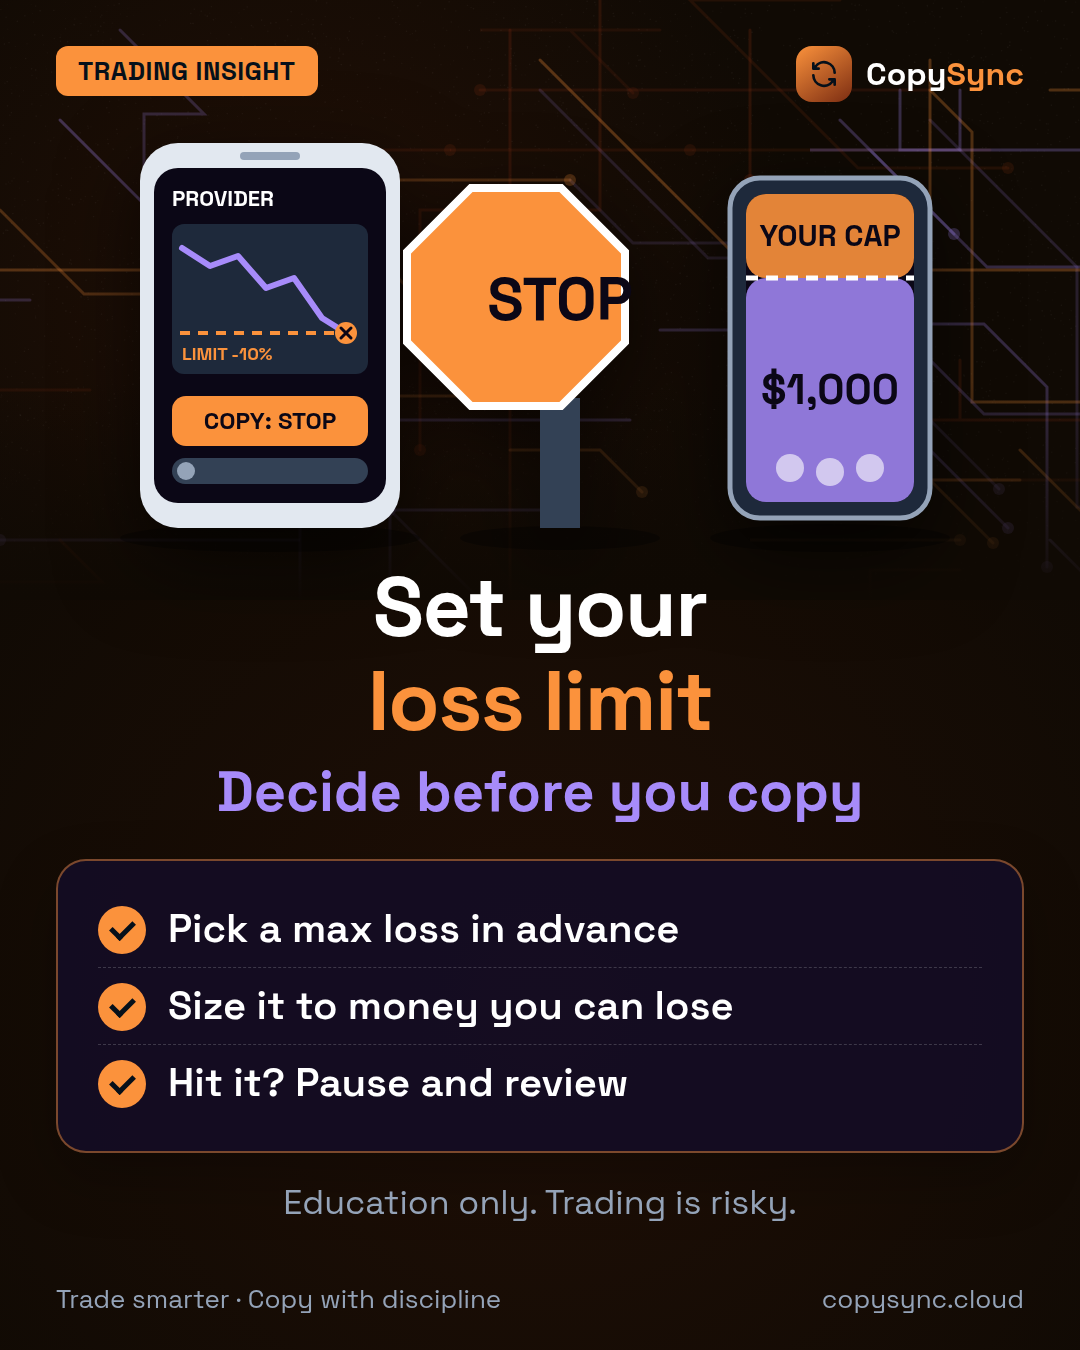 TRADING INSIGHT
CopySync
PROVIDER
LIMIT -10%
COPY: STOP
STOP
YOUR CAP
$1,000
Set your
loss limit
Decide before you copy
Pick a max loss in advance
Size it to money you can lose
Hit it? Pause and review
Education only. Trading is risky.
Trade smarter · Copy with discipline
copysync.cloud